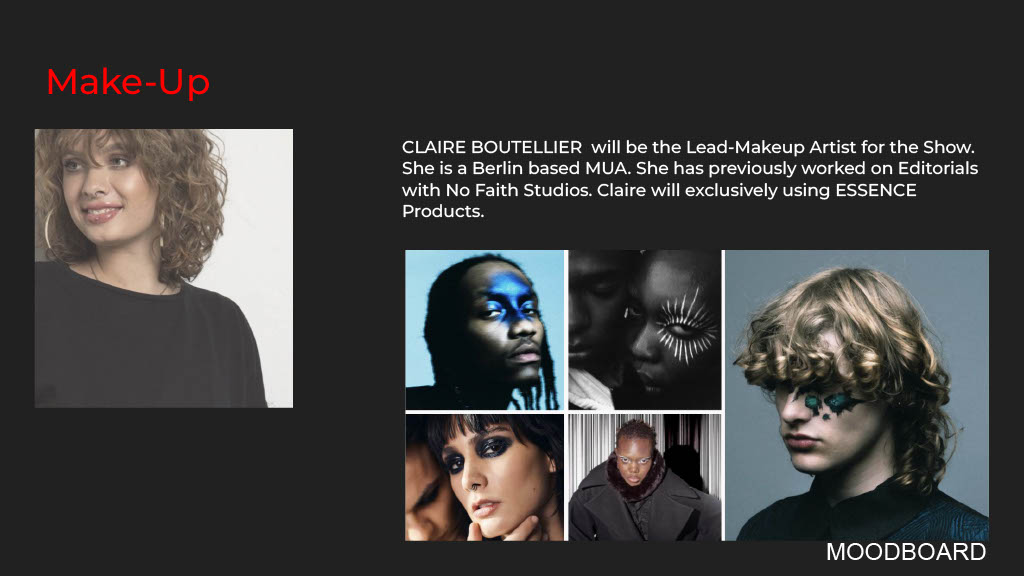 Make-Up
CLAIRE BOUTELLIER  will be the Lead-Makeup Artist for the Show.
She is a Berlin based MUA. She has previously worked on Editorials
with No Faith Studios. Claire will exclusively using ESSENCE
Products.
MOODBOARD